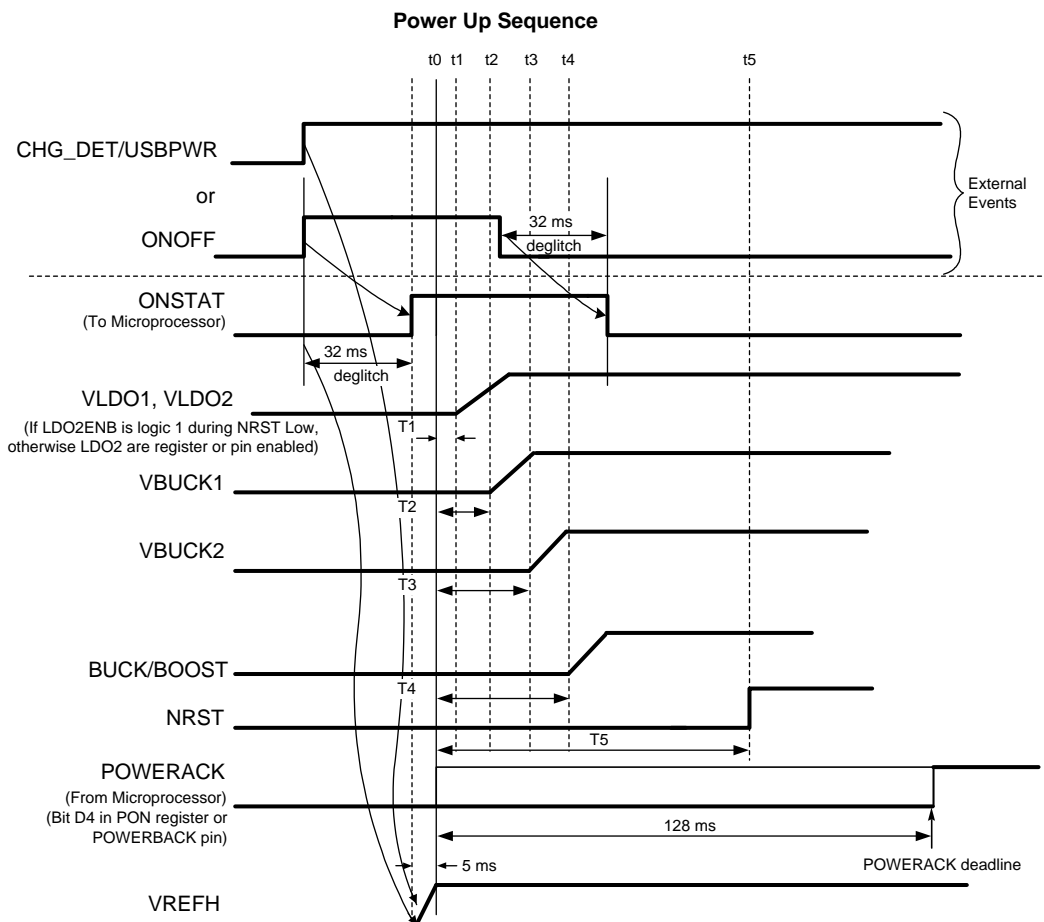 Power Up Sequence
t0 t1 t2 t3 t4 t5
CHG_DET/USBPWR
or
ONOFF
32 ms
deglitch
External
Events
ONSTAT
(To Microprocessor)
32 ms
deglitch
VLDO1, VLDO2
(If LDO2ENB is logic 1 during NRST Low,
otherwise LDO2 are register or pin enabled)
T1
VBUCK1
T2
VBUCK2
T3
BUCK/BOOST
T4
NRST
T5
POWERACK
(From Microprocessor)
(Bit D4 in PON register or
POWERBACK pin)
128 ms
POWERACK deadline
5 ms
VREFH